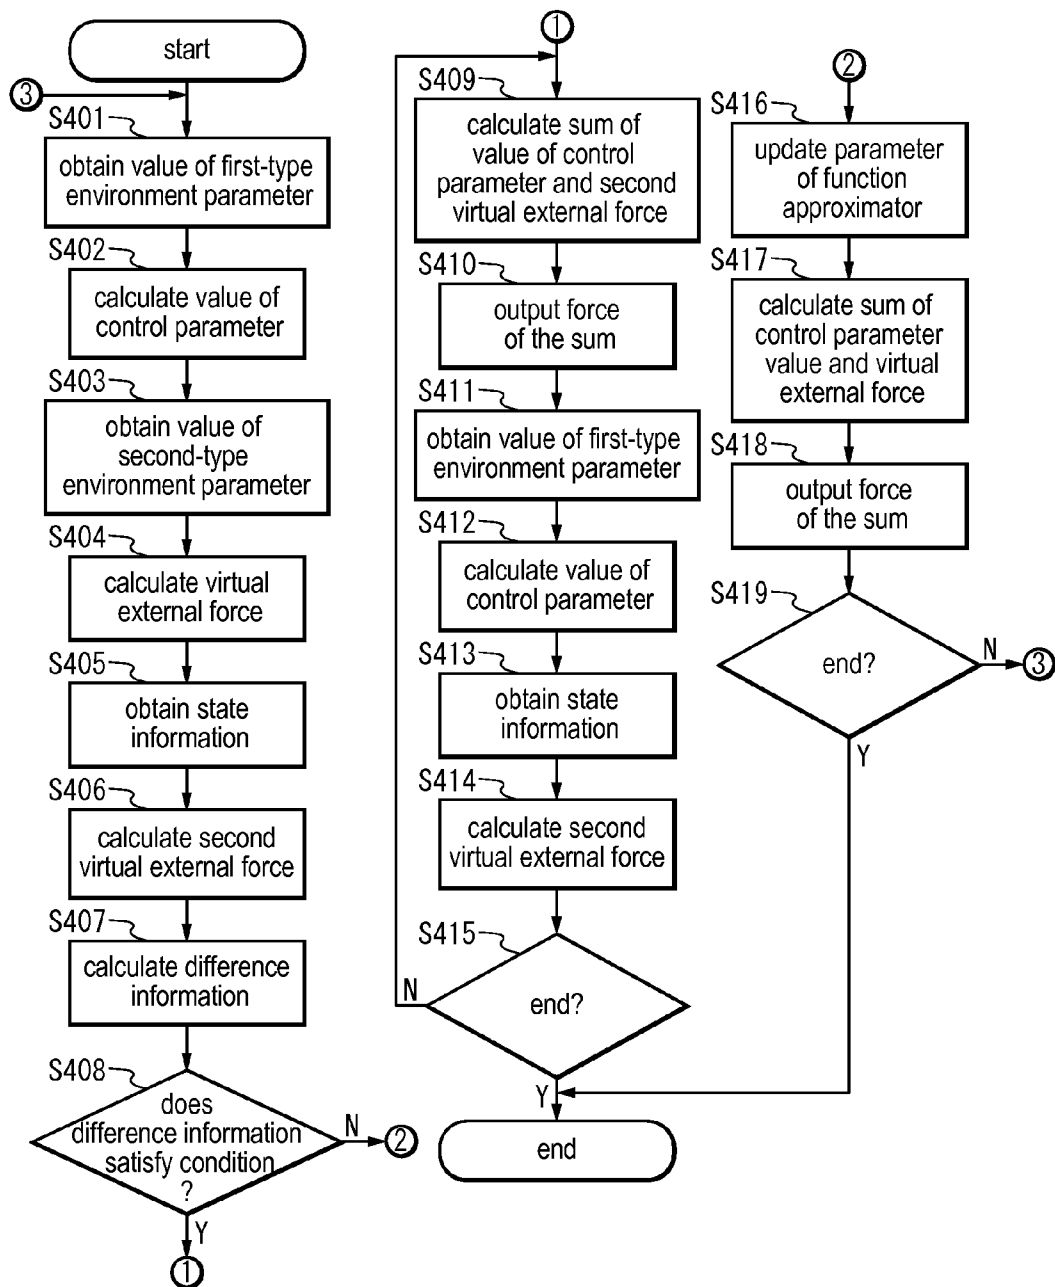 start
3
S401
obtain value of first-type
environment parameter
S402
calculate value of
control parameter
S403
obtain value of
second-type
environment parameter
S404
calculate virtual
external force
S405
obtain state
information
S406
calculate second
virtual external force
S407
calculate difference
information
S408
does
difference information
satisfy condition
?
N
2
Y
1
1
S409
calculate sum of
value of control
parameter and second
virtual external force
S410
output force
of the sum
S411
obtain value of first-type
environment parameter
S412
calculate value of
control parameter
S413
obtain state
information
S414
calculate second
virtual external force
S415
end?
N
Y
end
2
S416
update parameter
of function
approximator
S417
calculate sum of
control parameter
value and virtual
external force
S418
output force
of the sum
S419
end?
N
3
Y